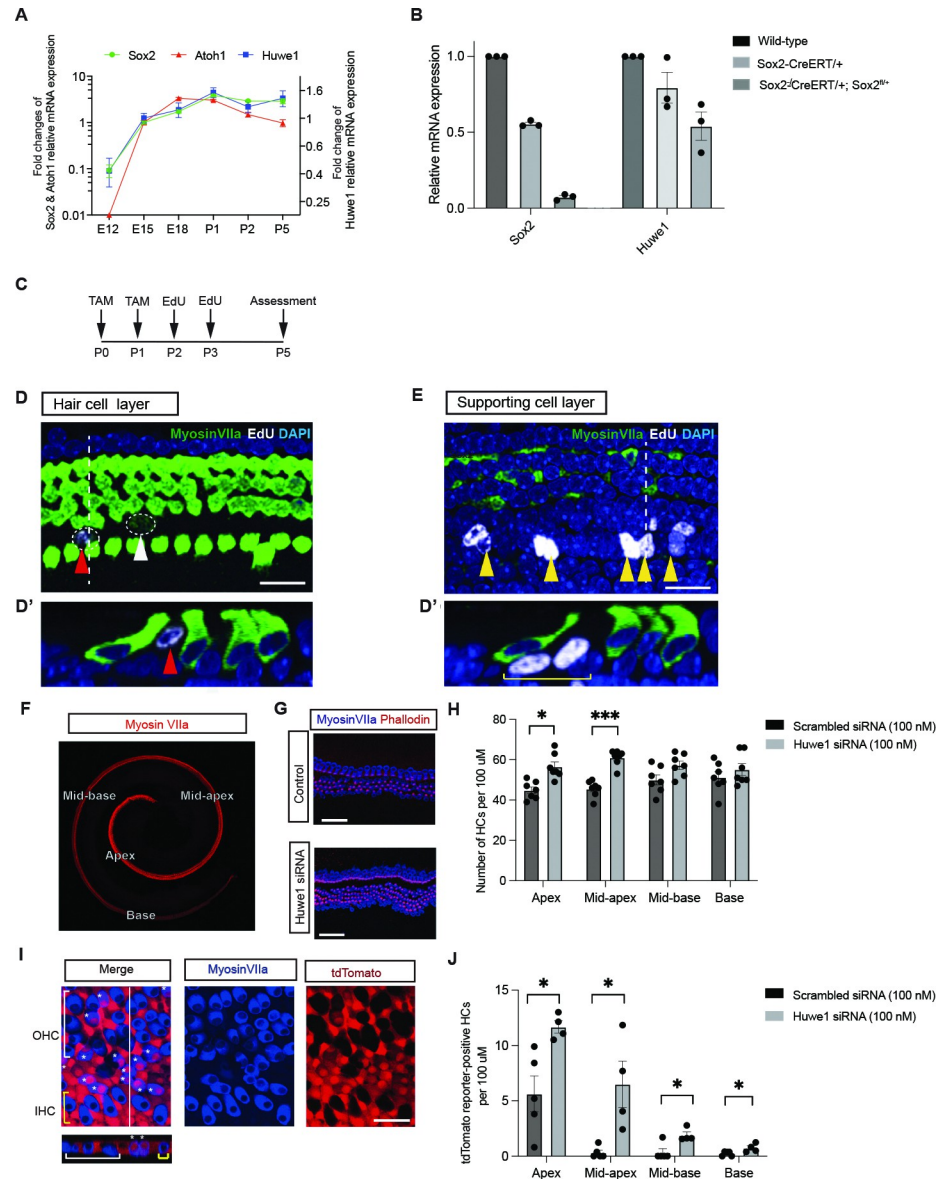 A
Sox2 Atoh1 Huwe1
Fold changes of
Sox2 & Atoh1 relative mRNA expression
10
1
0.1
0.01
1.6
1
0.6
0.4
0.25
Fold change of
Huwe1 relative mRNA expression
E12 E15 E18 P1 P2 P5
B
Relative mRNA expression
1.0
0.5
0.0
Sox2 Huwe1
Wild-type
Sox2-CreERT/+
Sox2-/CreERT/+; Sox2fl/+
C
TAM TAM EdU EdU Assessment
P0 P1 P2 P3 P5
D Hair cell layer
MyosinVIIa EdU DAPI
D'
E Supporting cell layer
MyosinVIIa EdU DAPI
D'
F
Myosin VIIa
Mid-base Mid-apex
Apex
Base
G
MyosinVIIa Phallodin
Control
Huwe1 siRNA
H
Number of HCs per 100 uM
80
60
40
20
0
* ***
Apex Mid-apex Mid-base Base
Scrambled siRNA (100 nM)
Huwe1 siRNA (100 nM)
I
Merge MyosinVIIa tdTomato
OHC
IHC
J
tdTomato reporter-positive HCs
per 100 uM
15
10
5
0
* * * *
Apex Mid-apex Mid-base Base
Scrambled siRNA (100 nM)
Huwe1 siRNA (100 nM)